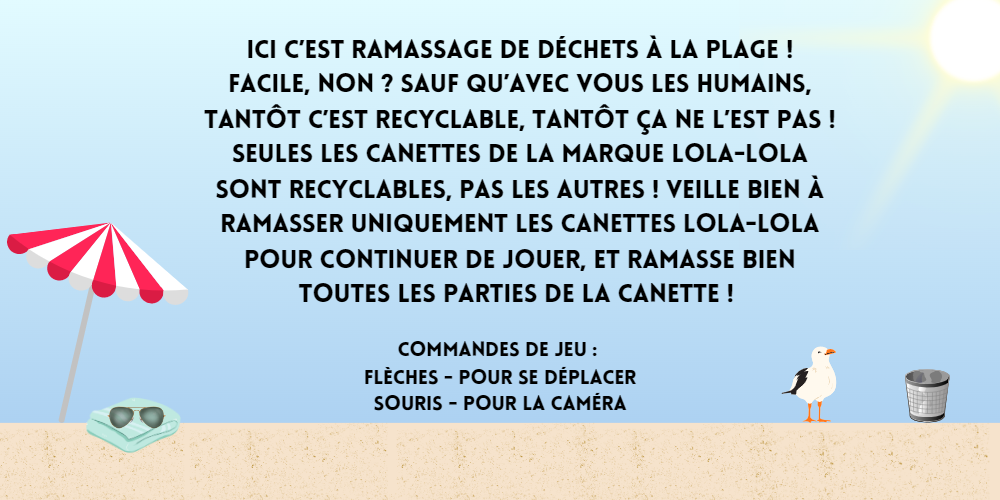 ICI C'EST RAMASSAGE DE DÉCHETS À LA PLAGE !
FACILE, NON ? SAUF QU'AVEC VOUS LES HUMAINS,
TANTÔT C'EST RECYCLABLE, TANTÔT ÇA NE L'EST PAS !
SEULES LES CANETTES DE LA MARQUE LOLA-LOLA
SONT RECYCLABLES, PAS LES AUTRES ! VEILLE BIEN À
RAMASSER UNIQUEMENT LES CANETTES LOLA-LOLA
POUR CONTINUER DE JOUER, ET RAMASSE BIEN
TOUTES LES PARTIES DE LA CANETTE !
COMMANDES DE JEU :
FLÈCHES - POUR SE DÉPLACER
SOURIS - POUR LA CAMÉRA